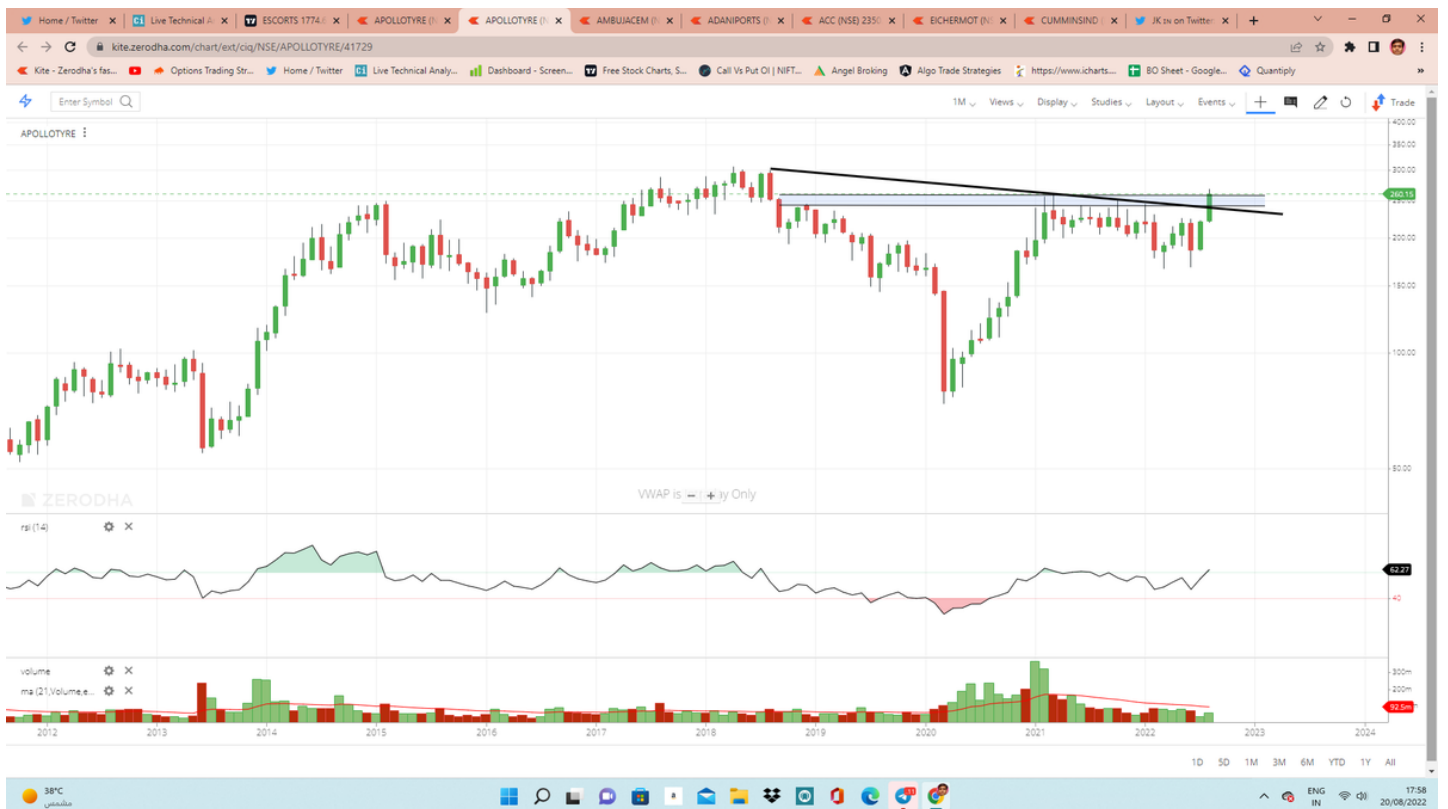 Home / Twitter
Live Technical A
ESCORTS 1774.
APOLLOTYRE (N
APOLLOTYRE (N
AMBUJACEM (N
ADANIPORTS (
ACC (NSE) 2350
EICHERMOT (N
CUMMINSIND (
JK IN on Twitter
kite.zerodha.com/chart/ext/ciq/NSE/APOLLOTYRE/41729
Kite - Zerodha's fas...
Options Trading Str...
Home / Twitter
Live Technical Analy...
Dashboard - Screen...
Free Stock Charts, S...
Call Vs Put OI | NIFT...
Angel Broking
Algo Trade Strategies
https://www.icharts....
BO Sheet - Google...
Quantiply
»
Enter Symbol
1M
Views
Display
Studies
Layout
Events
Trade
APOLLOTYRE
400.00
350.00
300.00
260.15
200.00
150.00
100.00
50.00
ZERODHA
VWAP is
ay Only
rsi (14)
62.27
40
volume
ma (21,Volume,e...
300m
200m
92.5m
2012 2013 2014 2015 2016 2017 2018 2019 2020 2021 2022 2023 2024
1D 5D 1M 3M 6M YTD 1Y All
38°C
مشمس
ENG
IN
17:58
20/08/2022